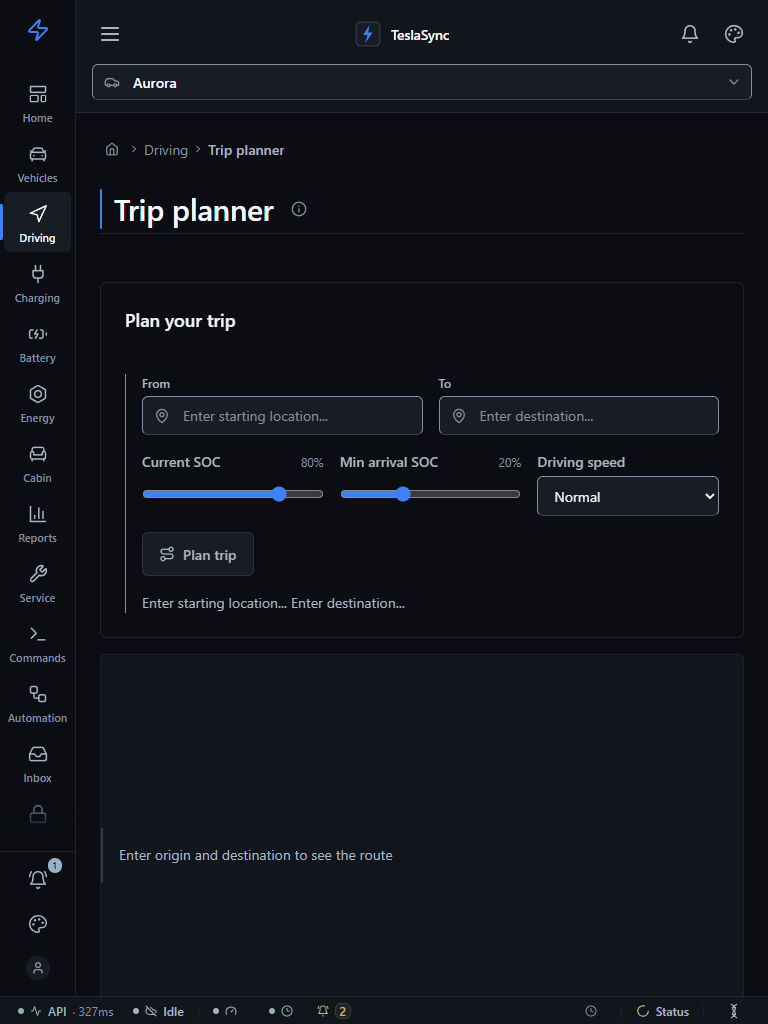 TeslaSync
Aurora
Home
Vehicles
Driving
Charging
Battery
Energy
Cabin
Reports
Service
Commands
Automation
Inbox
1
Driving Trip planner
Trip planner
Plan your trip
From To
Enter starting location... Enter destination...
Current SOC 80% Min arrival SOC 20% Driving speed
Normal
Plan trip
Enter starting location... Enter destination...
Enter origin and destination to see the route
API · 327ms Idle 2 Status